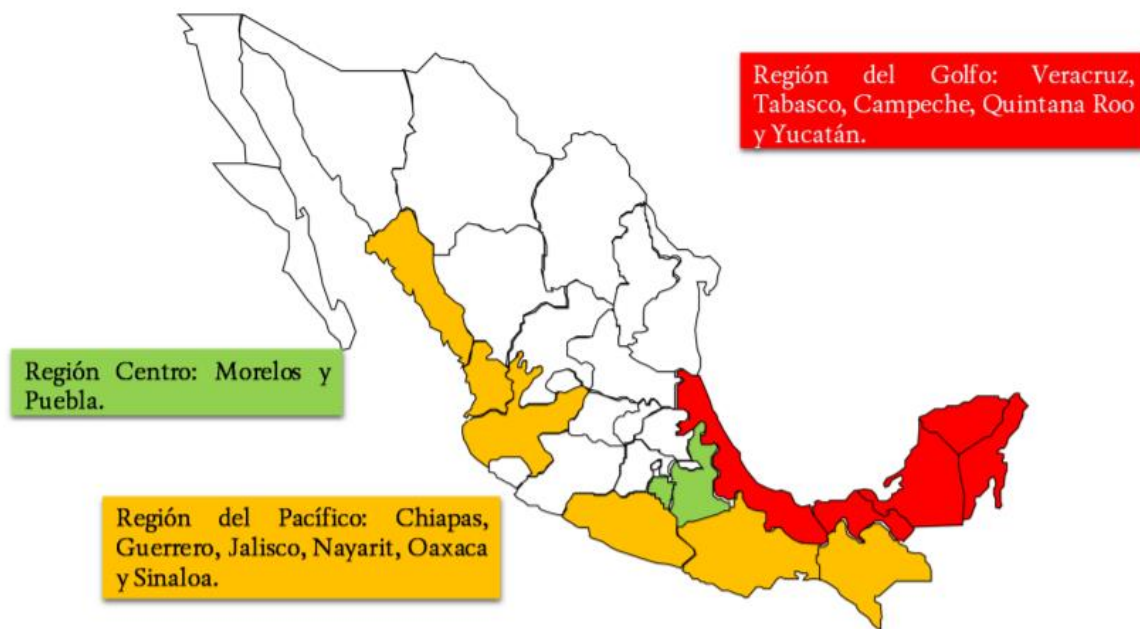 Región del Golfo: Veracruz,
Tabasco, Campeche, Quintana Roo
y Yucatán.
Región Centro: Morelos y
Puebla.
Región del Pacífico: Chiapas,
Guerrero, Jalisco, Nayarit, Oaxaca
y Sinaloa.